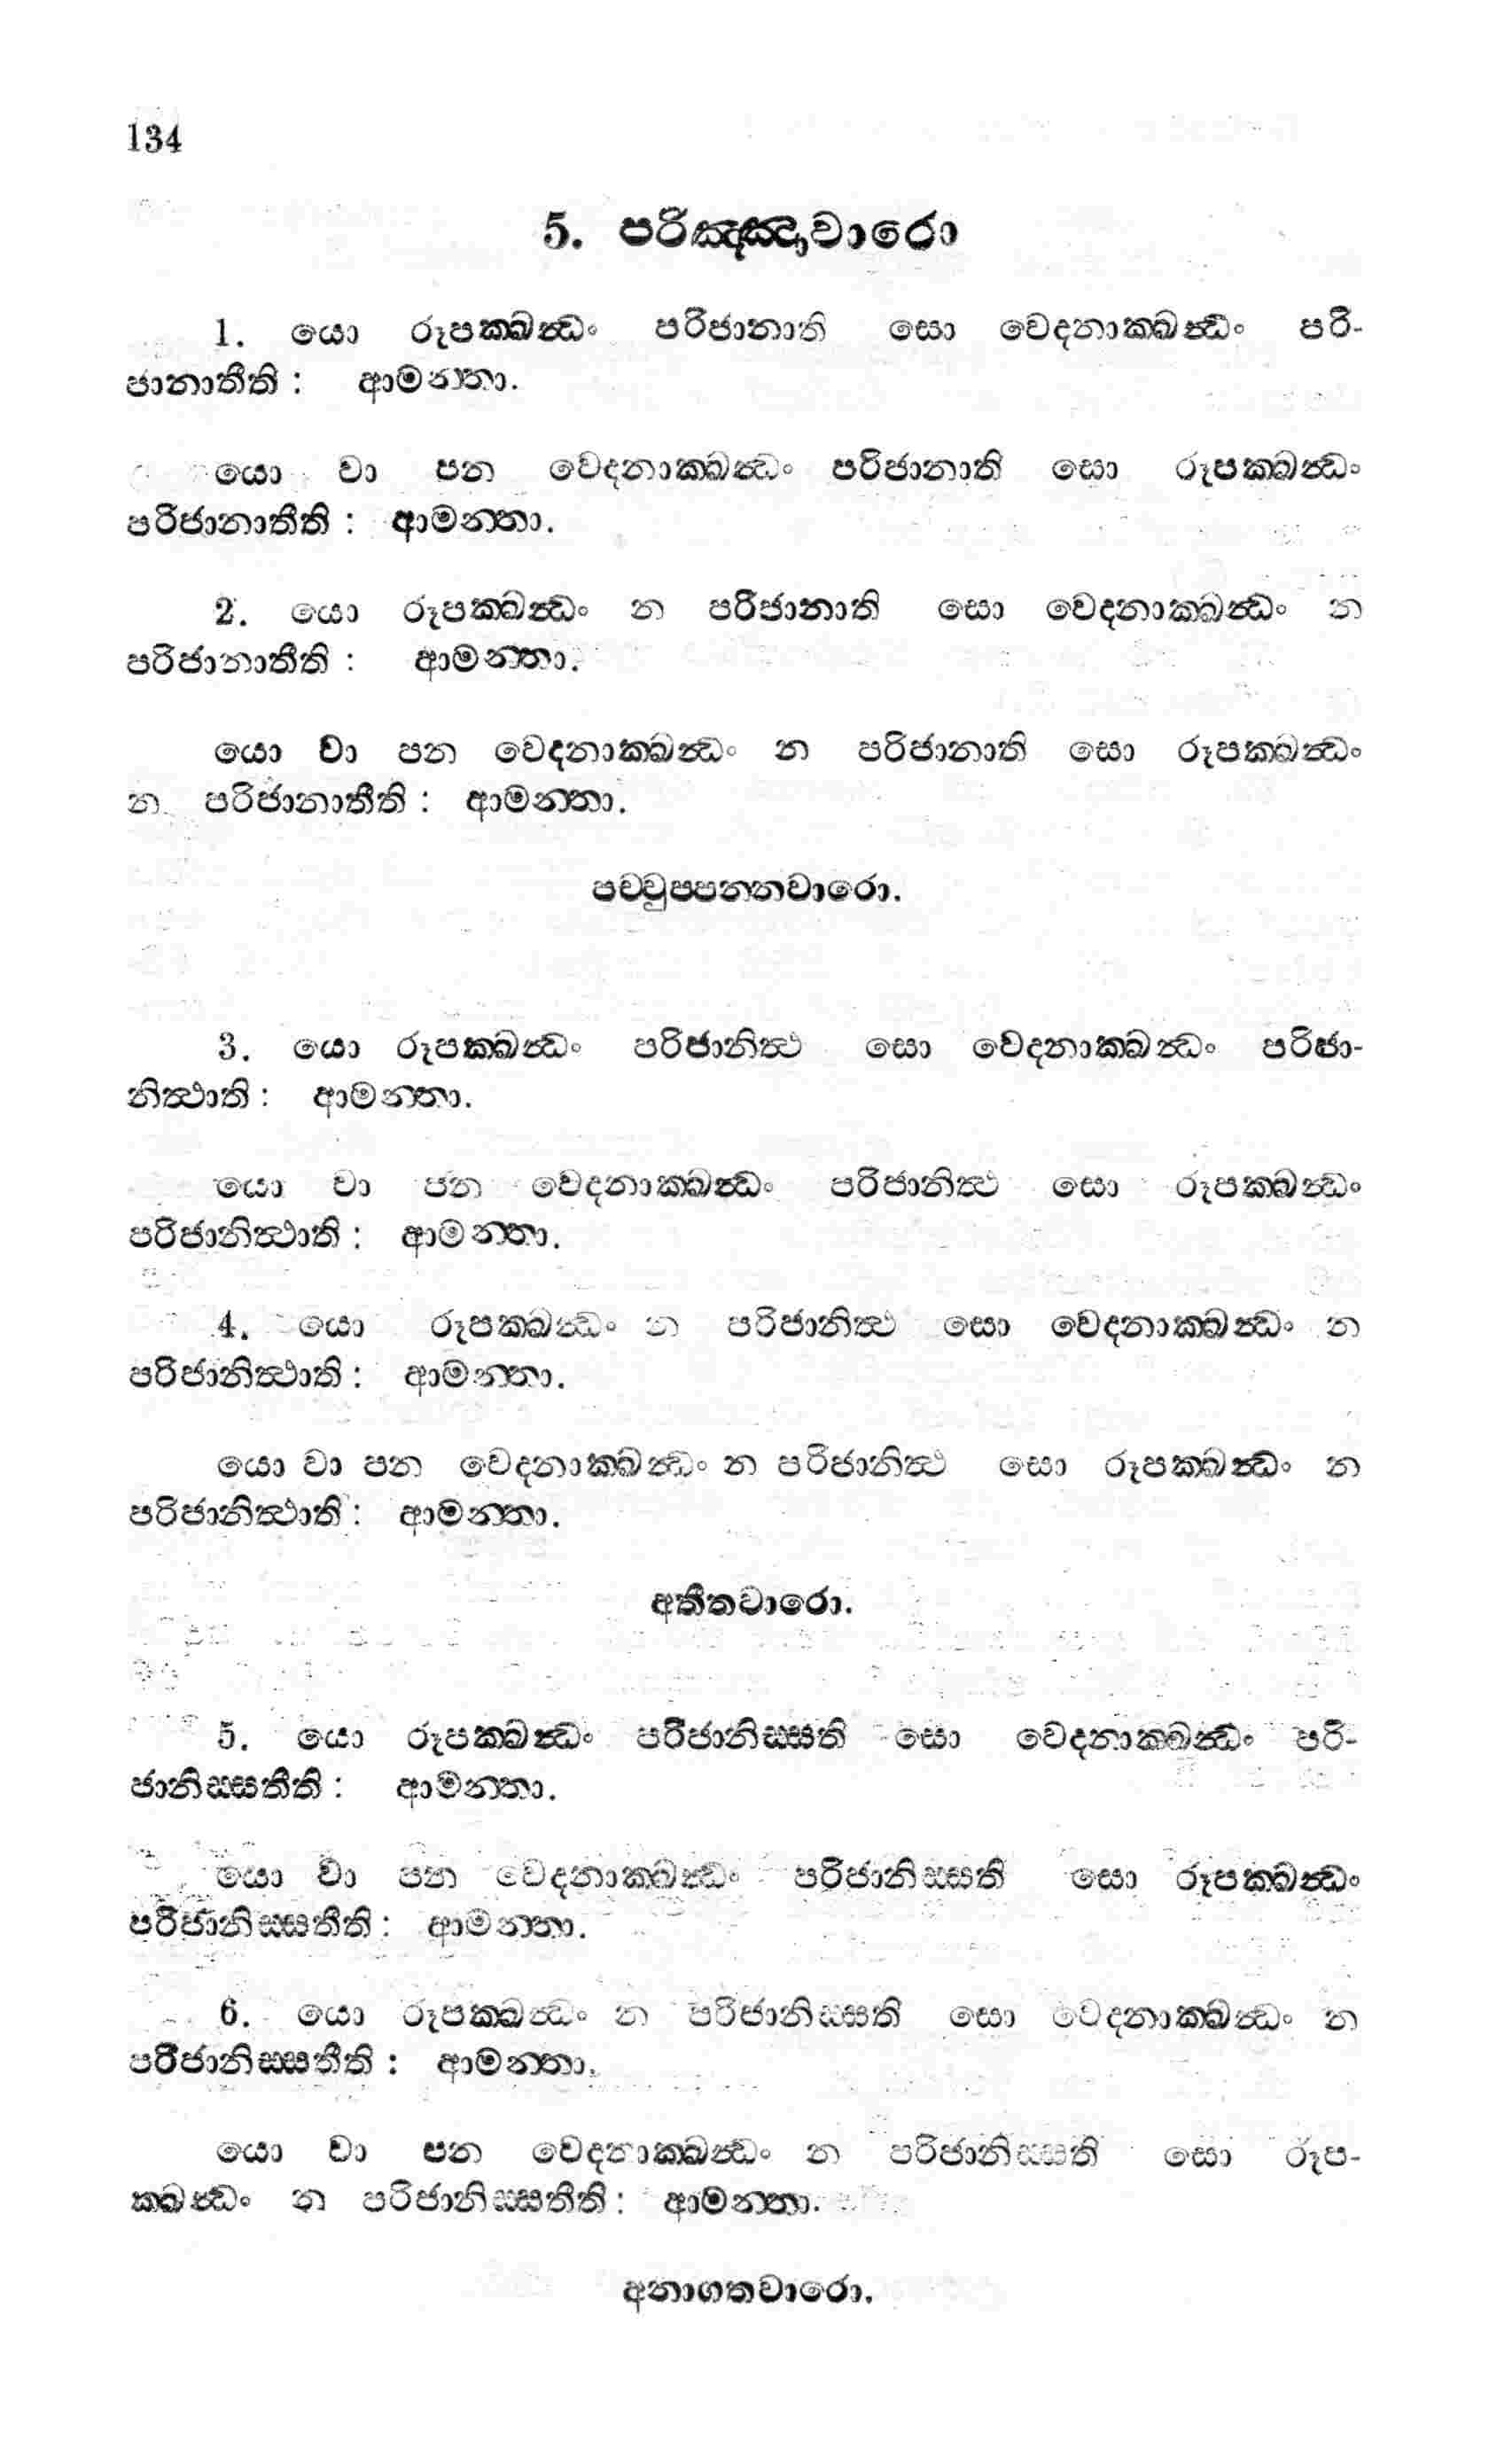 134
5. පරිඤ්ඤාවාරො
1. යො රූපක්ඛන්ධං පරිජානාති සො වෙදනාක්ඛන්ධං පරි-
ජානාතීති : ආමන්තා.
යො වා පන වෙදනාක්ඛන්ධං පරිජානාති සො රූපක්ඛන්ධං
පරිජානාතීති : ආමන්තා.
2. යො රූපක්ඛන්ධං න පරිජානාති සො වෙදනාක්ඛන්ධං න
පරිජානාතීති : ආමන්තා.
යො වා පන වෙදනාක්ඛන්ධං න පරිජානාති සො රූපක්ඛන්ධං
න පරිජානාතීති : ආමන්තා.
පච්චුප්පන්නවාරො.
3. යො රූපක්ඛන්ධං පරිජානිත්ථ සො වෙදනාක්ඛන්ධං පරිජා-
නිත්ථාති : ආමන්තා.
යො වා පන වෙදනාක්ඛන්ධං පරිජානිත්ථ සො රූපක්ඛන්ධං
පරිජානිත්ථාති : ආමන්තා.
4. යො රූපක්ඛන්ධං න පරිජානිත්ථ සො වෙදනාක්ඛන්ධං න
පරිජානිත්ථාති : ආමන්තා.
යො වා පන වෙදනාක්ඛන්ධං න පරිජානිත්ථ සො රූපක්ඛන්ධං න
පරිජානිත්ථාති : ආමන්තා.
අතීතවාරො.
5. යො රූපක්ඛන්ධං පරිජානිස්සති සො වෙදනාක්ඛන්ධං පරි-
ජානිස්සතීති : ආමන්තා.
යො වා පන වෙදනාක්ඛන්ධං පරිජානිස්සති සො රූපක්ඛන්ධං
පරිජානිස්සතීති : ආමන්තා.
6. යො රූපක්ඛන්ධං න පරිජානිස්සති සො වෙදනාක්ඛන්ධං න
පරිජානිස්සතීති : ආමන්තා.
යො වා පන වෙදනාක්ඛන්ධං න පරිජානිස්සති සො රූප-
ක්ඛන්ධං න පරිජානිස්සතීති : ආමන්තා.
අනාගතවාරො.